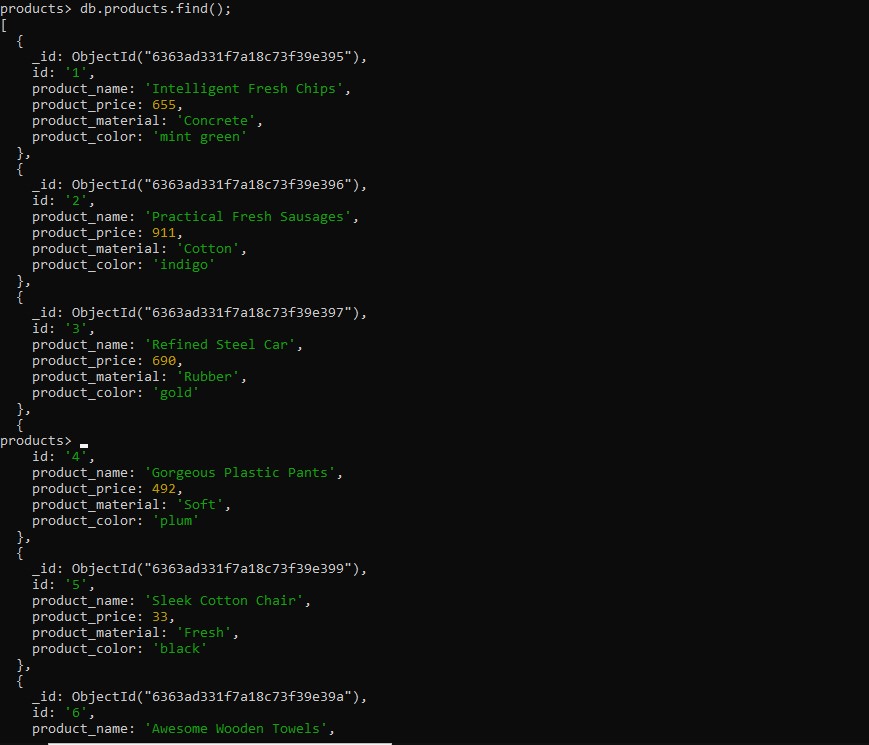 products> db.products.find();
[
  {
    _id: ObjectId("6363ad331f7a18c73f39e395"),
    id: '1',
    product_name: 'Intelligent Fresh Chips',
    product_price: 655,
    product_material: 'Concrete',
    product_color: 'mint green'
  },
  {
    _id: ObjectId("6363ad331f7a18c73f39e396"),
    id: '2',
    product_name: 'Practical Fresh Sausages',
    product_price: 911,
    product_material: 'Cotton',
    product_color: 'indigo'
  },
  {
    _id: ObjectId("6363ad331f7a18c73f39e397"),
    id: '3',
    product_name: 'Refined Steel Car',
    product_price: 690,
    product_material: 'Rubber',
    product_color: 'gold'
  },
  {
products>
    id: '4',
    product_name: 'Gorgeous Plastic Pants',
    product_price: 492,
    product_material: 'Soft',
    product_color: 'plum'
  },
  {
    _id: ObjectId("6363ad331f7a18c73f39e399"),
    id: '5',
    product_name: 'Sleek Cotton Chair',
    product_price: 33,
    product_material: 'Fresh',
    product_color: 'black'
  },
  {
    _id: ObjectId("6363ad331f7a18c73f39e39a"),
    id: '6',
    product_name: 'Awesome Wooden Towels',